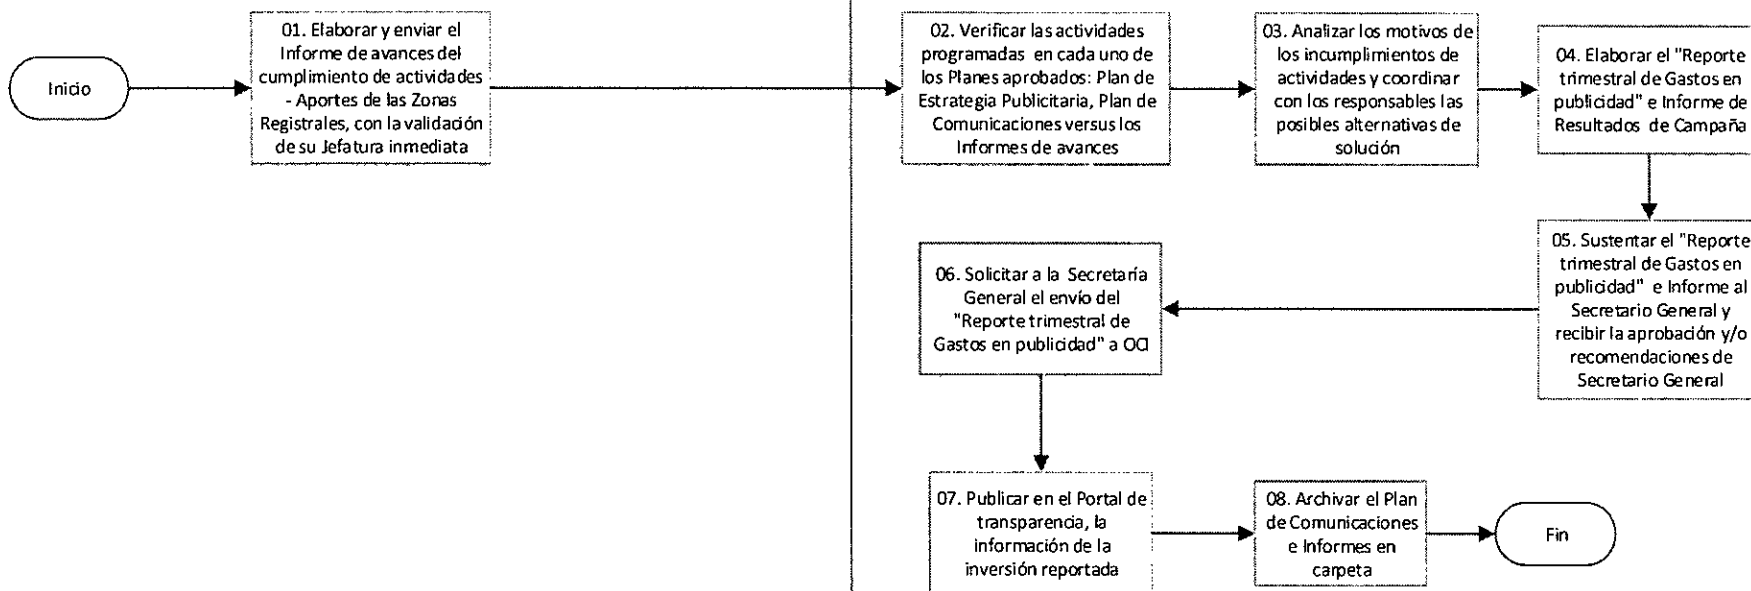 Inicio
01. Elaborar y enviar el
Informe de avances del
cumplimiento de actividades
- Aportes de las Zonas
Registrales, con la validación
de su Jefatura inmediata
02. Verificar las actividades
programadas en cada uno de
los Planes aprobados: Plan de
Estrategia Publicitaria, Plan de
Comunicaciones versus los
Informes de avances
03. Analizar los motivos de
los incumplimientos de
actividades y coordinar
con los responsables las
posibles alternativas de
solución
04. Elaborar el "Reporte
trimestral de Gastos en
publicidad" e Informe de
Resultados de Campaña
05. Sustentar el "Reporte
trimestral de Gastos en
publicidad" e Informe al
Secretario General y
recibir la aprobación y/o
recomendaciones de
Secretario General
06. Solicitar a la Secretaría
General el envío del
"Reporte trimestral de
Gastos en publicidad" a OCI
07. Publicar en el Portal de
transparencia, la
información de la
inversión reportada
08. Archivar el Plan
de Comunicaciones
e Informes en
carpeta
Fin